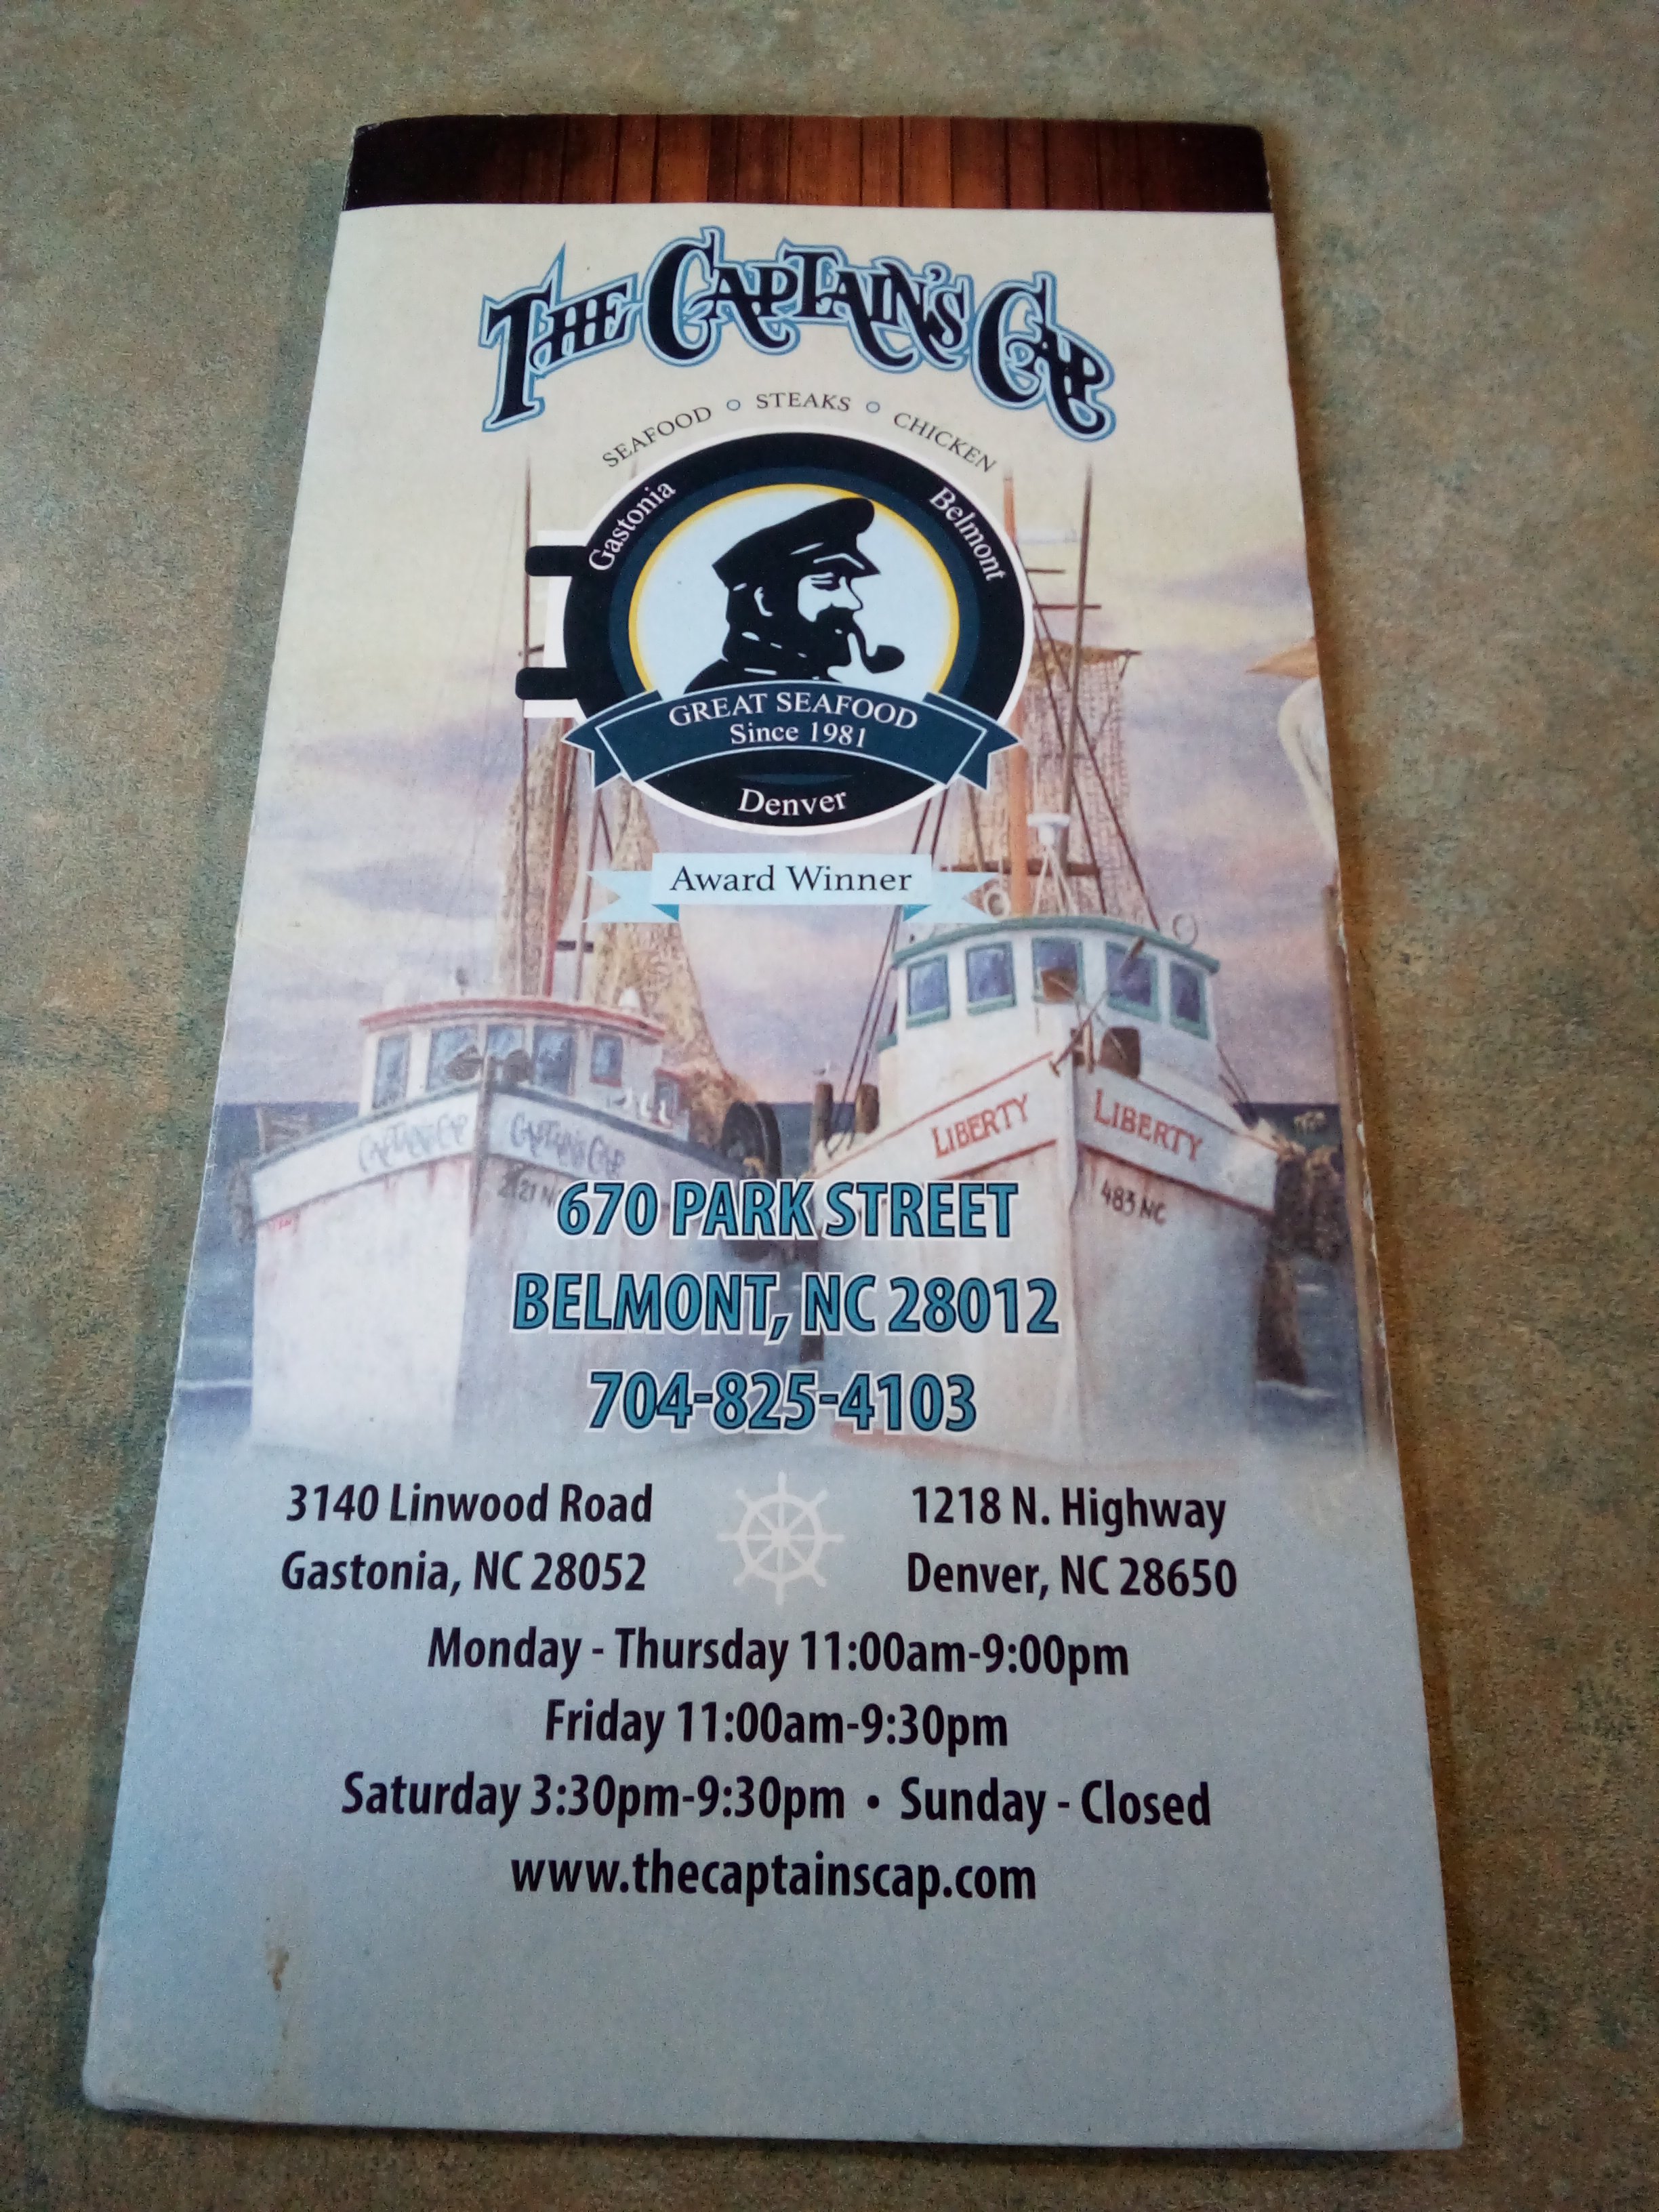 THE CAPTAIN'S CAP
SEAFOOD ○ STEAKS ○ CHICKEN
Gastonia
Belmont
GREAT SEAFOOD
Since 1981
Denver
Award Winner
CAPTAIN'S CAP
CAPTAIN'S CAP
LIBERTY
LIBERTY
483 NC
670 PARK STREET
BELMONT, NC 28012
704-825-4103
3140 Linwood Road
Gastonia, NC 28052
1218 N. Highway
Denver, NC 28650
Monday - Thursday 11:00am-9:00pm
Friday 11:00am-9:30pm
Saturday 3:30pm-9:30pm • Sunday - Closed
www.thecaptainscap.com